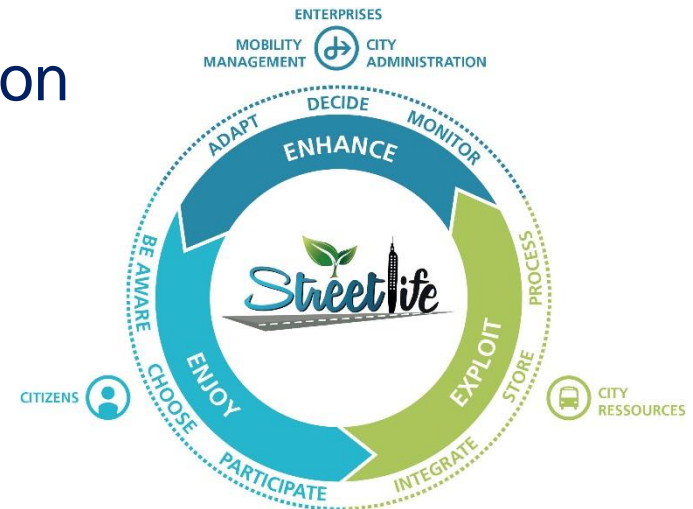 on
ENTERPRISES
MOBILITY
MANAGEMENT
CITY
ADMINISTRATION
ADAPT
DECIDE
MONITOR
ENHANCE
BE AWARE
PROCESS
Streetlife
ENJOY
EXPLOIT
CHOOSE
STORE
CITIZENS
CITY
RESSOURCES
PARTICIPATE
INTEGRATE